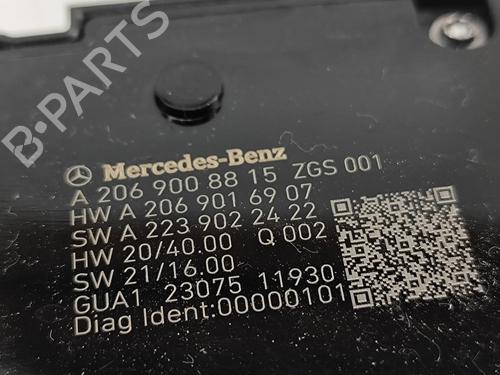 B-PARTS
Mercedes-Benz
A 206 900 88 15 ZGS 001
HW A 206 901 69 07
SW A 223 902 24 22
HW 20/40.00 Q 002
SW 21/16.00
GUA1 23075 11930
Diag Ident:00000101